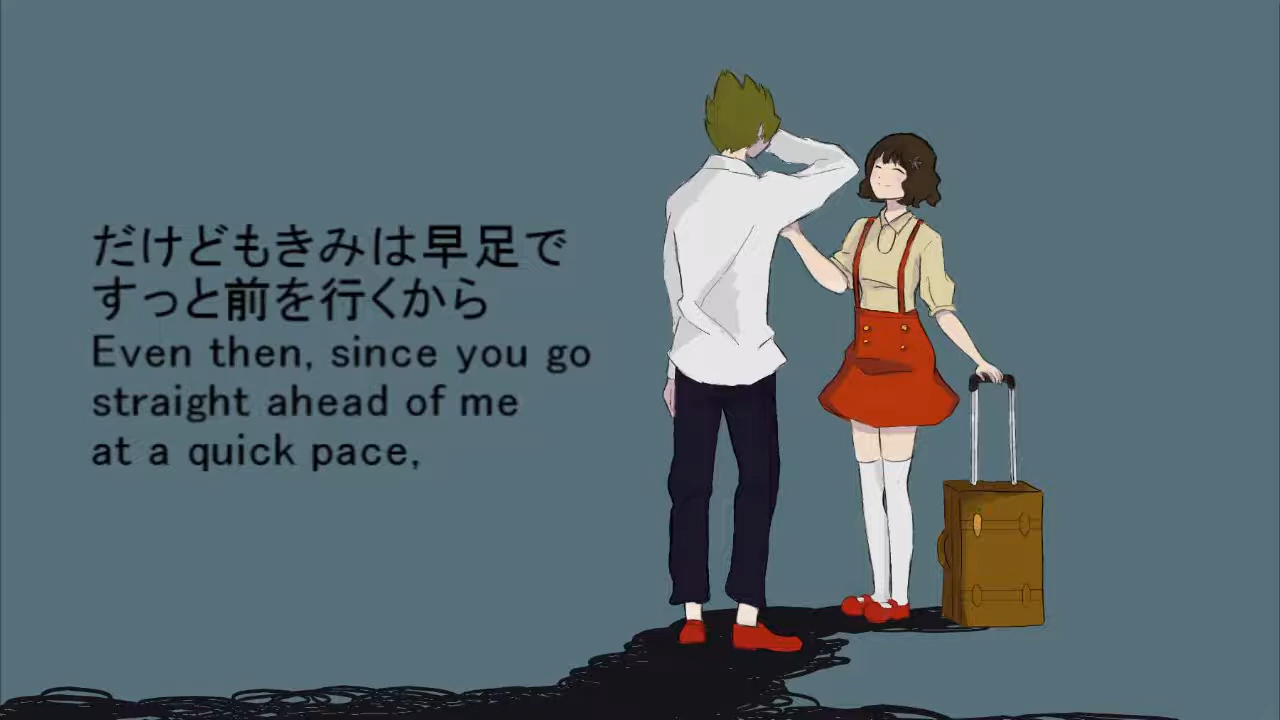 だけどもきみは早足で
すっと前を行くから
Even then, since you go
straight ahead of me
at a quick pace,